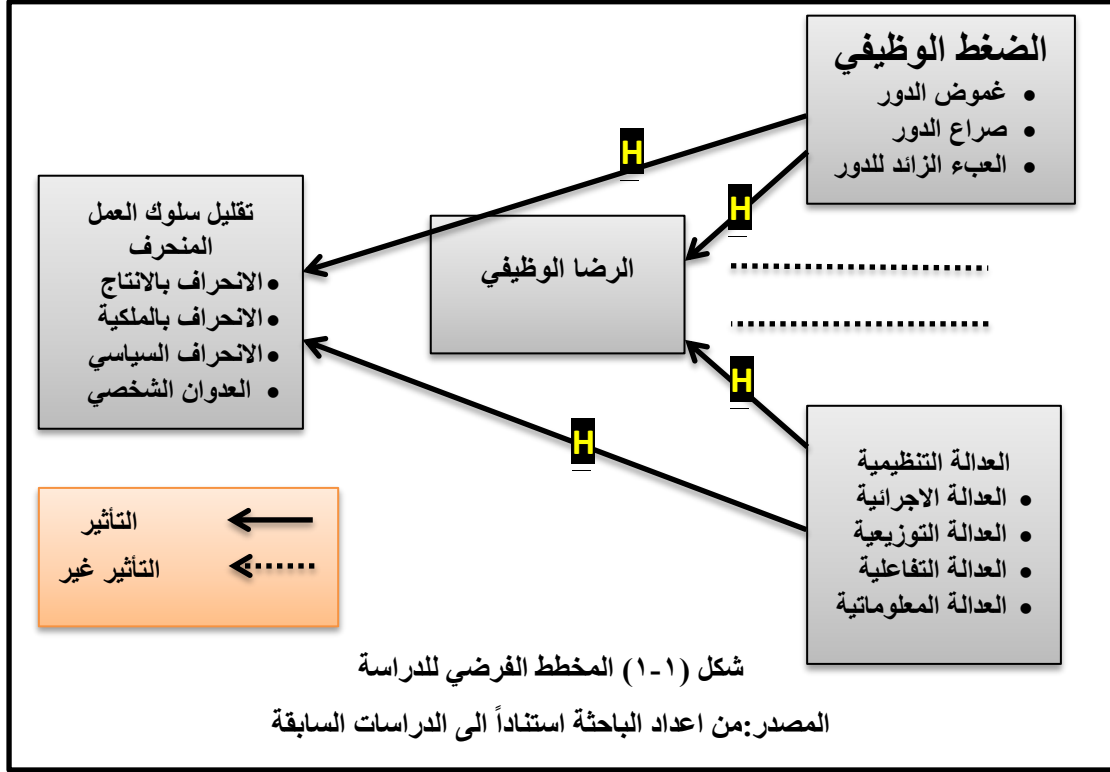 الضغط الوظيفي
• غموض الدور
• صراع الدور
• العبء الزائد للدور
H
H
تقليل سلوك العمل
المنحرف
• الانحراف بالانتاج
• الانحراف بالملكية
• الانحراف السياسي
• العدوان الشخصي
الرضا الوظيفي
H
H
العدالة التنظيمية
• العدالة الاجرائية
• العدالة التوزيعية
• العدالة التفاعلية
• العدالة المعلوماتية
التأثير
التأثير غير
شكل (١-١) المخطط الفرضي للدراسة
المصدر:من اعداد الباحثة استناداً الى الدراسات السابقة